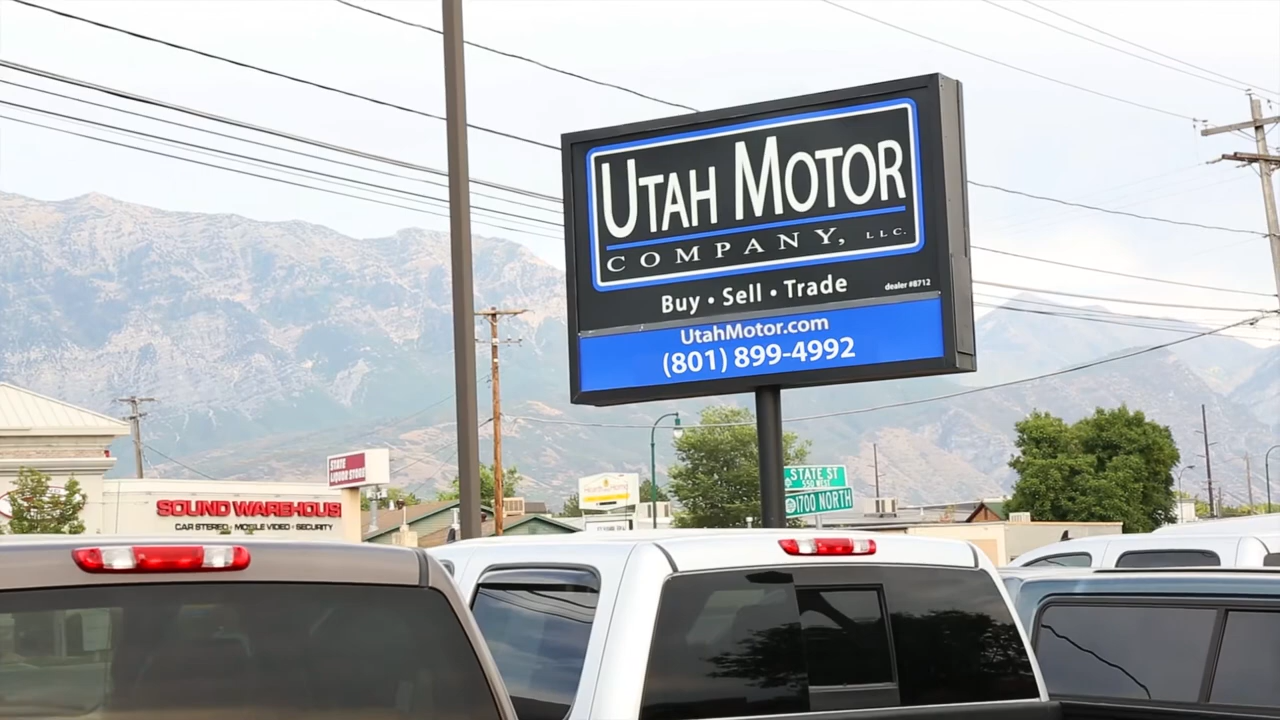 UTAH MOTOR
COMPANY, LLC.
Buy • Sell • Trade
dealer #8712
UtahMotor.com
(801) 899-4992
STATE
LIQUOR STORE
SOUND WAREHOUSE
CAR STEREO • MOBILE VIDEO • SECURITY
STATE ST
550 WEST
1700 NORTH